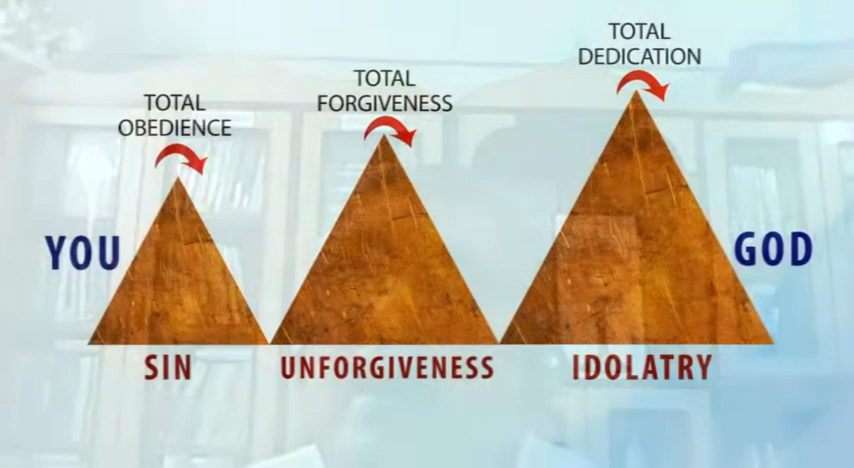 TOTAL
OBEDIENCE
TOTAL
FORGIVENESS
TOTAL
DEDICATION
YOU
GOD
SIN
UNFORGIVENESS
IDOLATRY